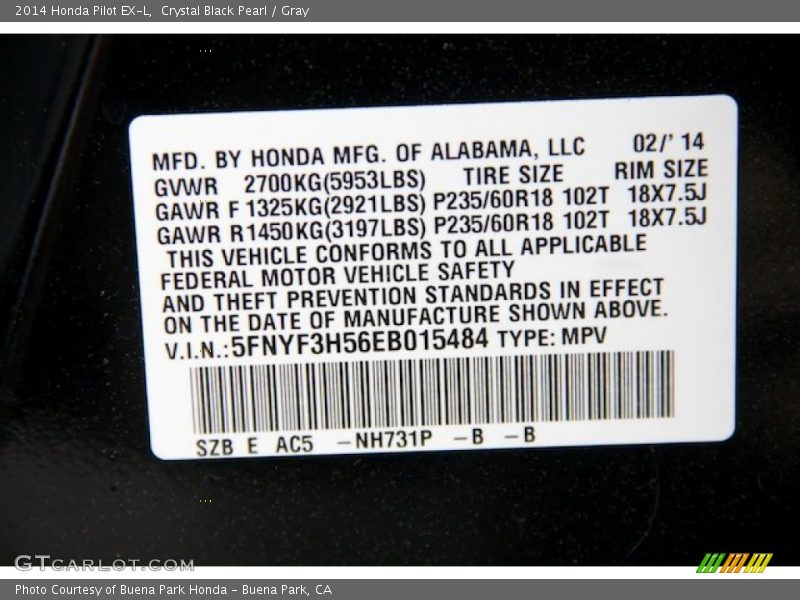 2014 Honda Pilot EX-L,  Crystal Black Pearl / Gray
MFD. BY HONDA MFG. OF ALABAMA, LLC 02/' 14
GVWR 2700KG(5953LBS) TIRE SIZE RIM SIZE
GAWR F 1325KG(2921LBS) P235/60R18 102T 18X7.5J
GAWR R1450KG(3197LBS) P235/60R18 102T 18X7.5J
THIS VEHICLE CONFORMS TO ALL APPLICABLE
FEDERAL MOTOR VEHICLE SAFETY
AND THEFT PREVENTION STANDARDS IN EFFECT
ON THE DATE OF MANUFACTURE SHOWN ABOVE.
V.I.N.:5FNYF3H56EB015484 TYPE: MPV
SZB E AC5 –NH731P –B –B
GTCARLOT.COM
Photo Courtesy of Buena Park Honda – Buena Park, CA